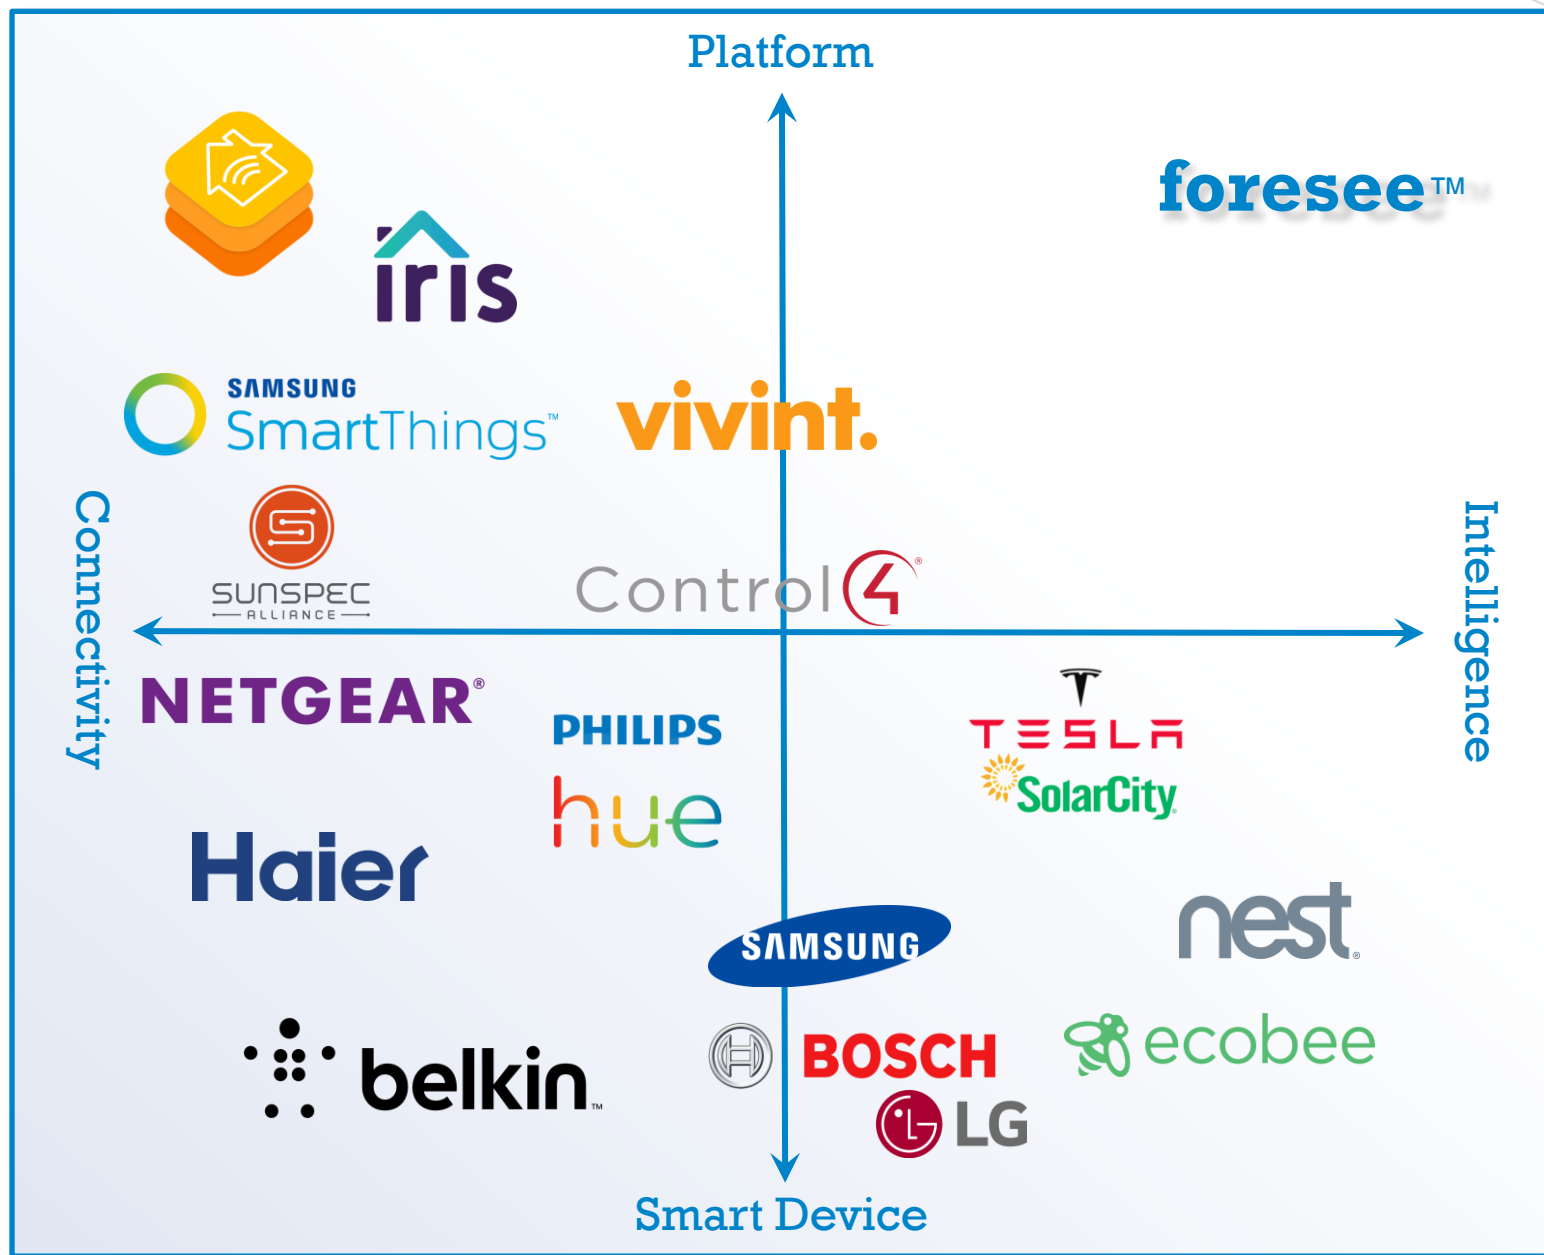 Platform
foresee™
iris
SAMSUNG
SmartThings™
vivint.
Connectivity
Intelligence
SUNSPEC
ALLIANCE
Control4®
NETGEAR®
TESLA
PHILIPS
hue
SolarCity
Haier
nest®
SAMSUNG
ecobee
BOSCH
belkin™
LG
Smart Device